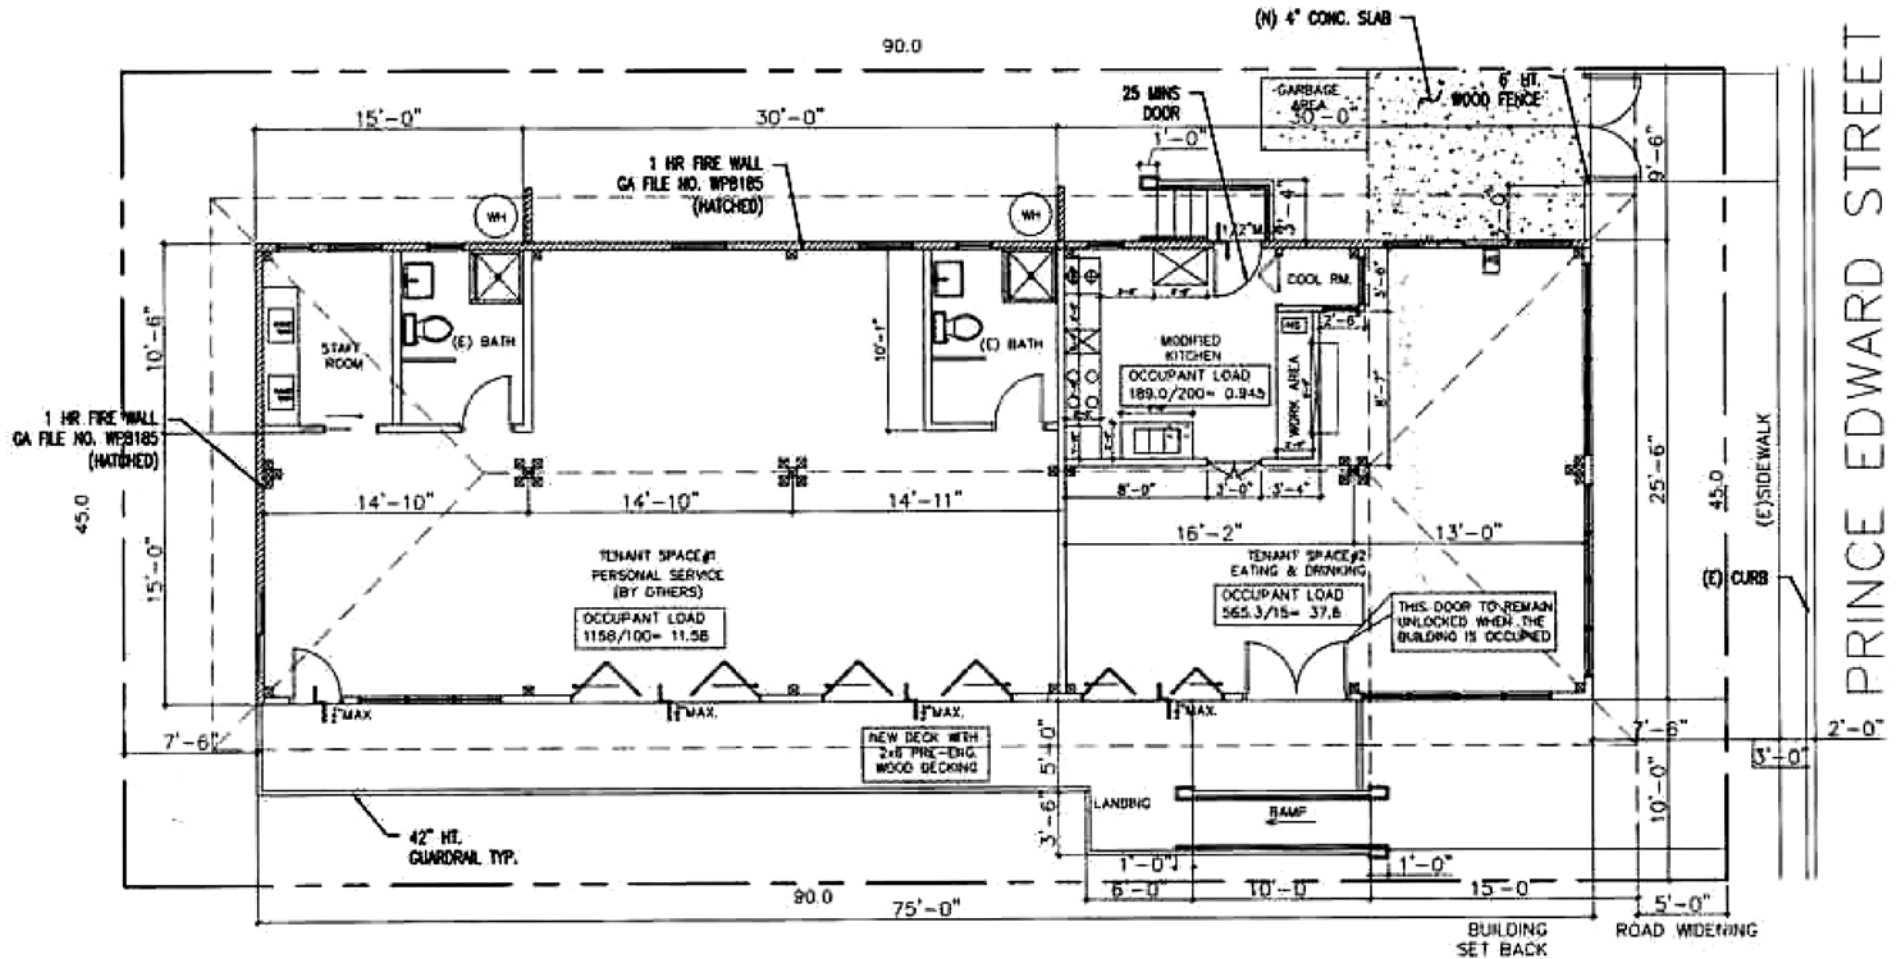 (N) 4" CONC. SLAB
90.0
6' HT.
WOOD FENCE
GARBAGE
AREA
25 MINS
DOOR
15'-0"
30'-0"
30'-0
1'-0"
9'-6"
1 HR FIRE WALL
GA FILE NO. WP8185
(HATCHED)
WH
WH
PRINCE EDWARD STREET
COOL RM.
10'-6"
STAFF
ROOM
(E) BATH
10'-1"
(E) BATH
MODIFIED
KITCHEN
OCCUPANT LOAD
189.0/200= 0.945
WORK AREA
HS
2'-6"
8'-7"
1 HR FIRE WALL
GA FILE NO. WP8185
(HATCHED)
45.0
14'-10"
14'-10"
14'-11"
8'-0"
3'-0"
3'-4"
16'-2"
13'-0"
25'-6"
45.0
(E)SIDEWALK
15'-0"
TENANT SPACE#1
PERSONAL SERVICE
(BY OTHERS)
OCCUPANT LOAD
1158/100= 11.58
TENANT SPACE#2
EATING & DRINKING
OCCUPANT LOAD
565.3/15= 37.6
THIS DOOR TO REMAIN
UNLOCKED WHEN THE
BUILDING IS OCCUPIED
(E) CURB
MAX
MAX.
MAX.
MAX.
7'-6"
NEW DECK WITH
2x6 PRE-ENG.
WOOD DECKING
5'-0"
7'-6"
2'-0"
3'-0"
10'-0"
LANDING
RAMP
3'-6"
42" HT.
GUARDRAIL TYP.
1'-0"
1'-0"
6'-0"
10'-0
15'-0
90.0
75'-0"
5'-0"
BUILDING
SET BACK
ROAD WIDENING